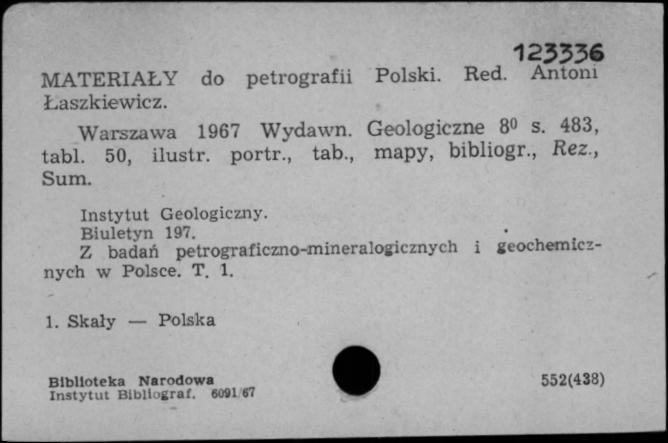 123336
MATERIAŁY do petrografii Polski. Red. Antoni
Łaszkiewicz.
Warszawa 1967 Wydawn. Geologiczne 8⁰ s. 483,
tabl. 50, ilustr. portr., tab., mapy, bibliogr., Rez.,
Sum.
Instytut Geologiczny.
Biuletyn 197.
Z badań petrograficzno-mineralogicznych i geochemicz-
nych w Polsce. T. 1.
1. Skały — Polska
Biblioteka Narodowa
Instytut Bibliograf. 6091/67
552(438)